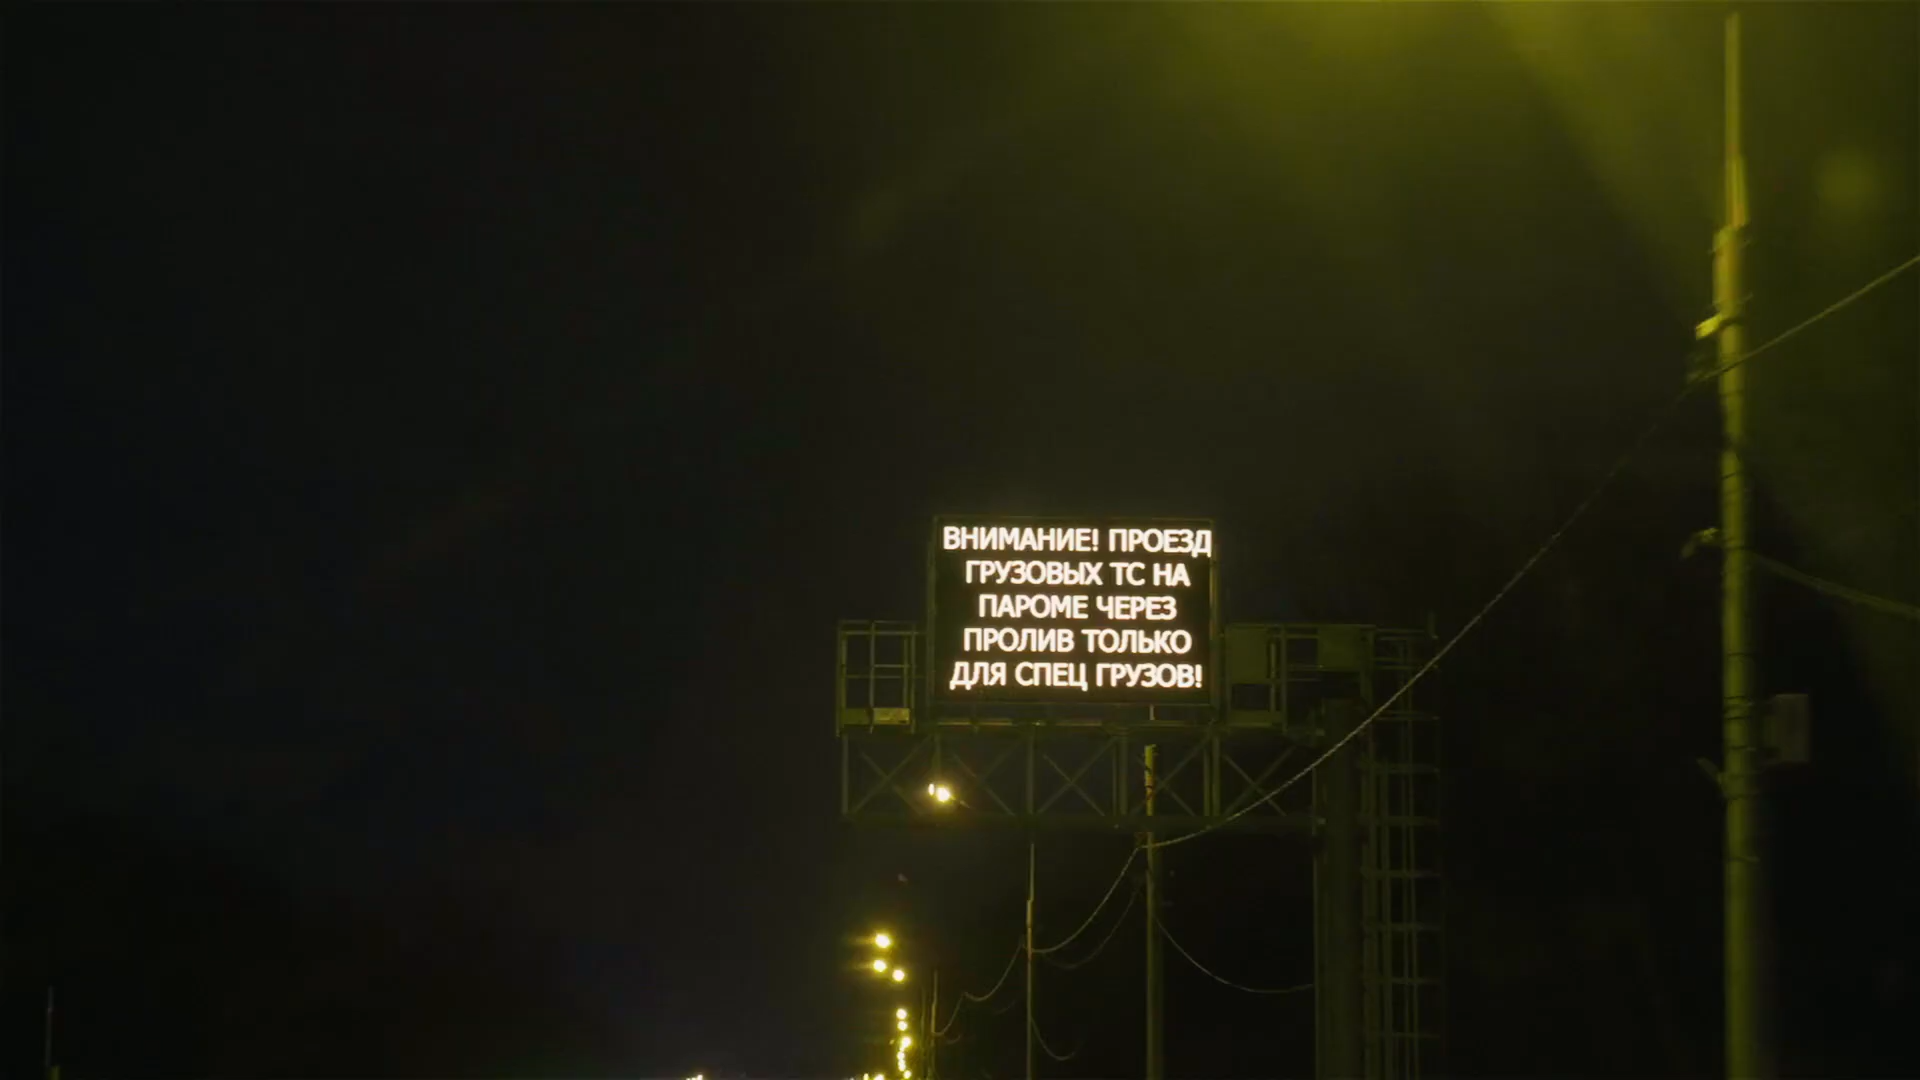 ВНИМАНИЕ! ПРОЕЗД
ГРУЗОВЫХ ТС НА
ПАРОМЕ ЧЕРЕЗ
ПРОЛИВ ТОЛЬКО
ДЛЯ СПЕЦ ГРУЗОВ!